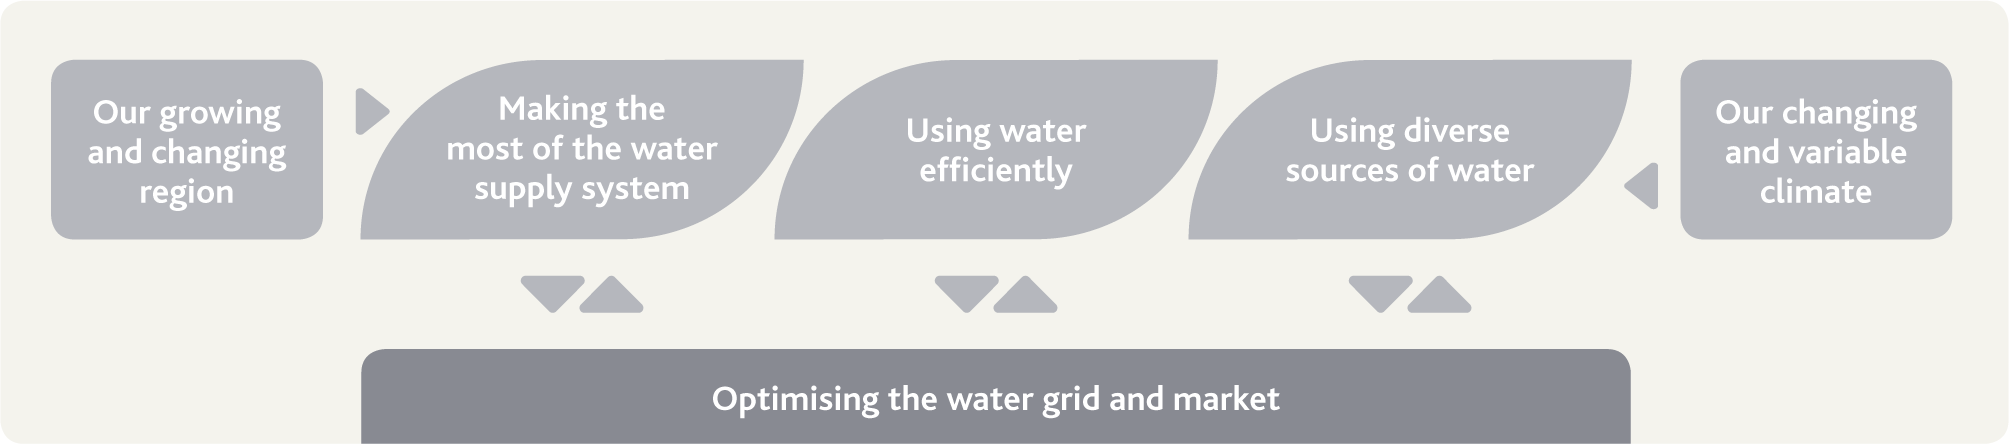 Our growing
and changing
region
Making the
most of the water
supply system
Using water
efficiently
Using diverse
sources of water
Our changing
and variable
climate
Optimising the water grid and market